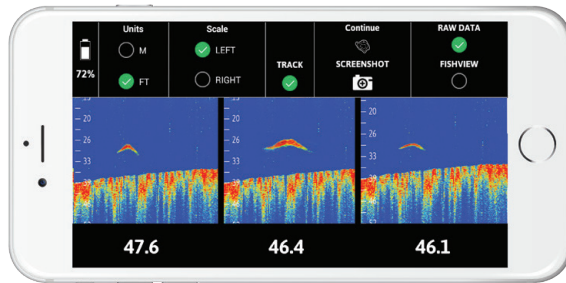 Units
M
FT
72%
Scale
LEFT
RIGHT
TRACK
Continue
SCREENSHOT
RAW DATA
FISHVIEW
20
26
33
20
26
33
20
26
33
47.6
46.4
46.1